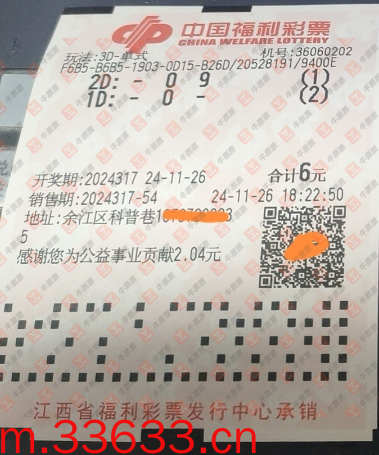 中国福利彩票
CHINA WELFARE LOTTERY
玩法:3D-单式 机号:36060202
F6B5-B6B5-1903-0D15-B26D/20528191/9400E
2D: - 0 9 (1)
1D: - 0 - (2)
合计6元
开奖期:2024317 24-11-26
销售期:2024317-54 24-11-26 18:22:50
地址:余江区科普巷
5
感谢您为公益事业贡献2.04元
江西省福利彩票发行中心承销
m.33633.cn